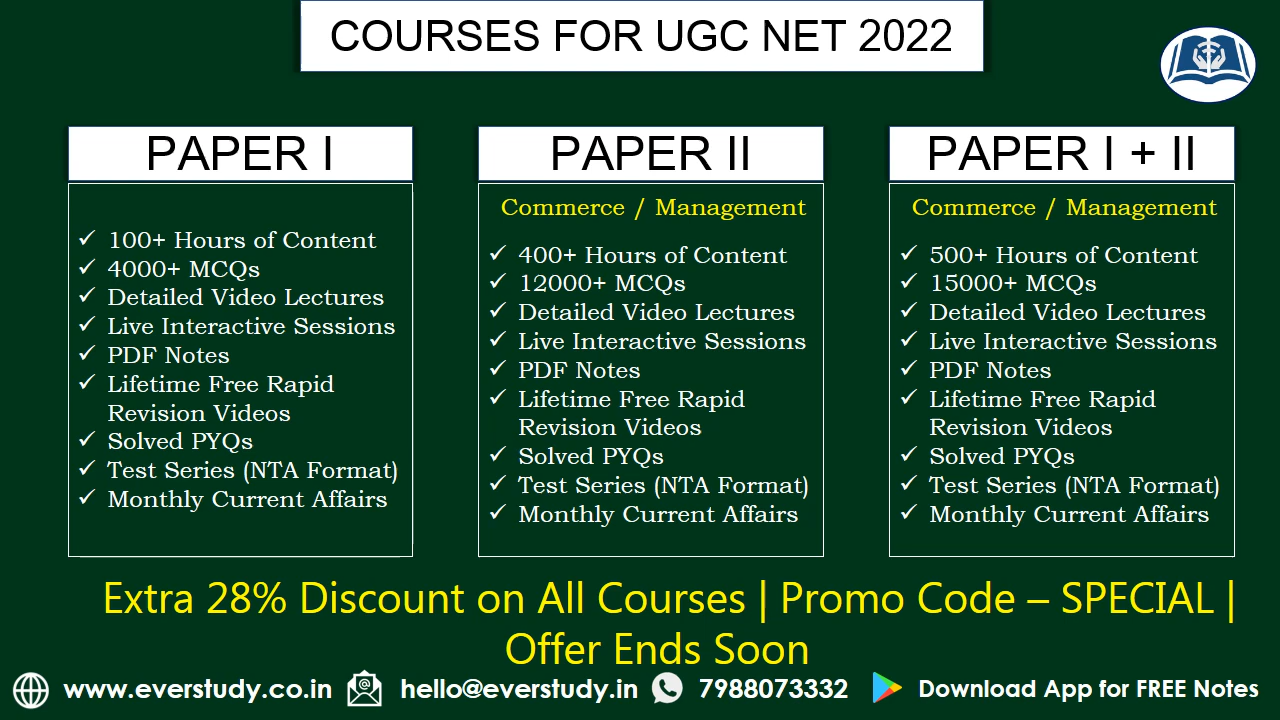 COURSES FOR UGC NET 2022
PAPER I
100+ Hours of Content
4000+ MCQs
Detailed Video Lectures
Live Interactive Sessions
PDF Notes
Lifetime Free Rapid
Revision Videos
Solved PYQs
Test Series (NTA Format)
Monthly Current Affairs
PAPER II
Commerce / Management
400+ Hours of Content
12000+ MCQs
Detailed Video Lectures
Live Interactive Sessions
PDF Notes
Lifetime Free Rapid
Revision Videos
Solved PYQs
Test Series (NTA Format)
Monthly Current Affairs
PAPER I + II
Commerce / Management
500+ Hours of Content
15000+ MCQs
Detailed Video Lectures
Live Interactive Sessions
PDF Notes
Lifetime Free Rapid
Revision Videos
Solved PYQs
Test Series (NTA Format)
Monthly Current Affairs
Extra 28% Discount on All Courses | Promo Code – SPECIAL |
Offer Ends Soon
www.everstudy.co.in hello@everstudy.in 7988073332 Download App for FREE Notes